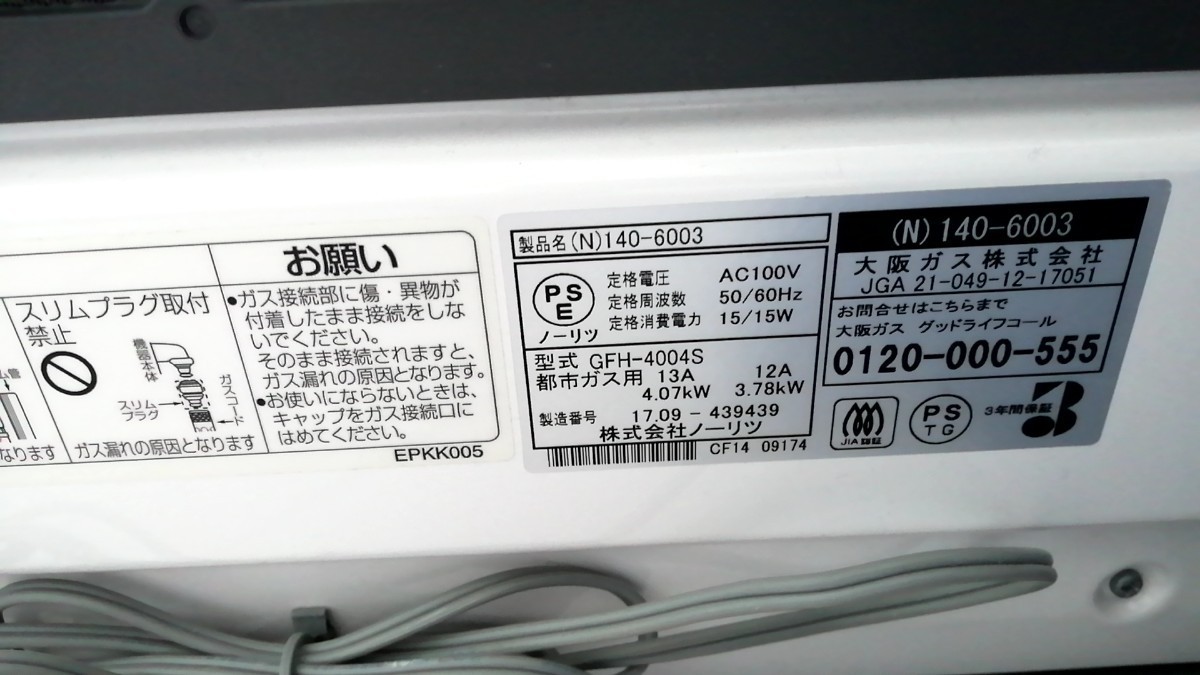 スリムプラグ取付
禁止
機器本体
スリム
プラグ
ガスコード
ガス漏れの原因となります
なります
お願い
•ガス接続部に傷・異物が
付着したまま接続をしな
いでください。
そのまま接続されますと、
ガス漏れの原因となります。
•お使いにならないときは、
キャップをガス接続口に
はめてください。
EPKK005
製品名(N)140-6003
PS
E
ノーリツ
定格電圧 AC100V
定格周波数 50/60Hz
定格消費電力 15/15W
型式 GFH-4004S
都市ガス用 13A 12A
4.07kW 3.78kW
製造番号 17.09-439439
株式会社ノーリツ
CF14 09174
(N)140-6003
大阪ガス株式会社
JGA 21-049-12-17051
お問合せはこちらまで
大阪ガス グッドライフコール
0120-000-555
JIA認証
PS
TG
3年間保証
3